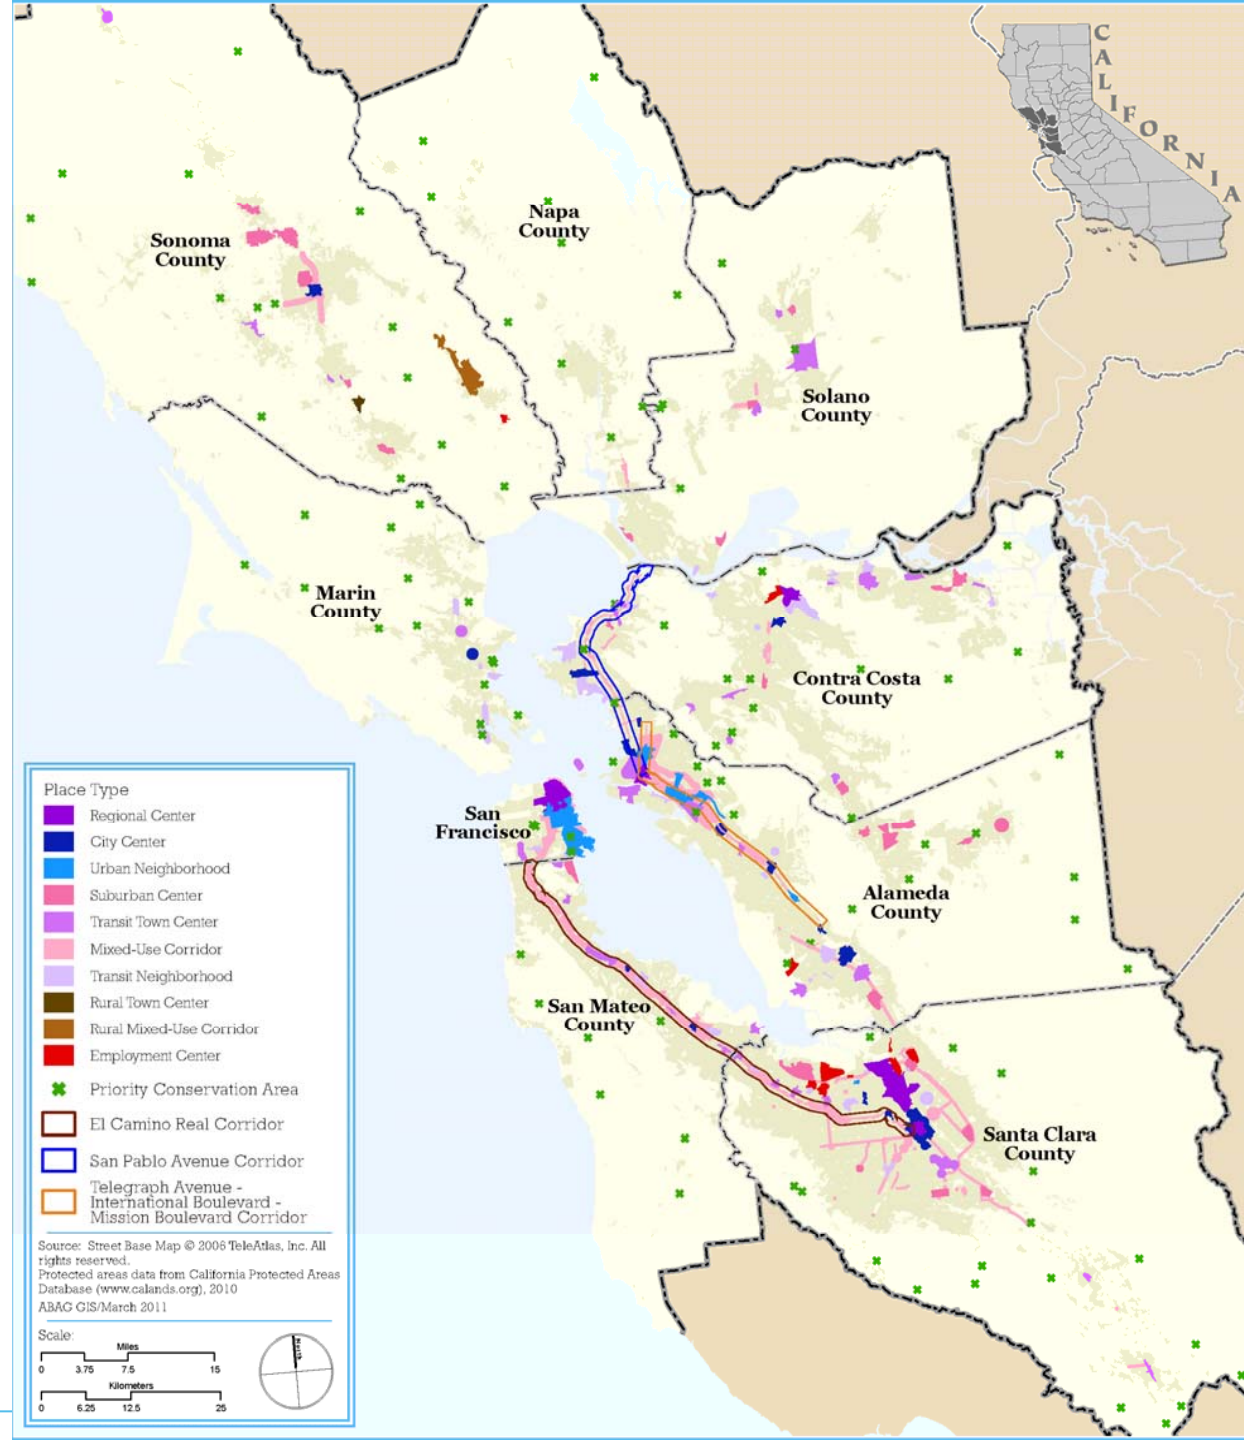 CALIFORNIA
Napa
County
Sonoma
County
Solano
County
Marin
County
Contra Costa
County
San
Francisco
Alameda
County
San Mateo
County
Santa Clara
County
Place Type
Regional Center
City Center
Urban Neighborhood
Suburban Center
Transit Town Center
Mixed-Use Corridor
Transit Neighborhood
Rural Town Center
Rural Mixed-Use Corridor
Employment Center
Priority Conservation Area
El Camino Real Corridor
San Pablo Avenue Corridor
Telegraph Avenue -
International Boulevard -
Mission Boulevard Corridor
Source: Street Base Map © 2006 TeleAtlas, Inc. All
rights reserved.
Protected areas data from California Protected Areas
Database (www.calands.org), 2010
ABAG GIS/March 2011
Scale:
Miles
0 3.75 7.5 15
Kilometers
0 6.25 12.5 25
North